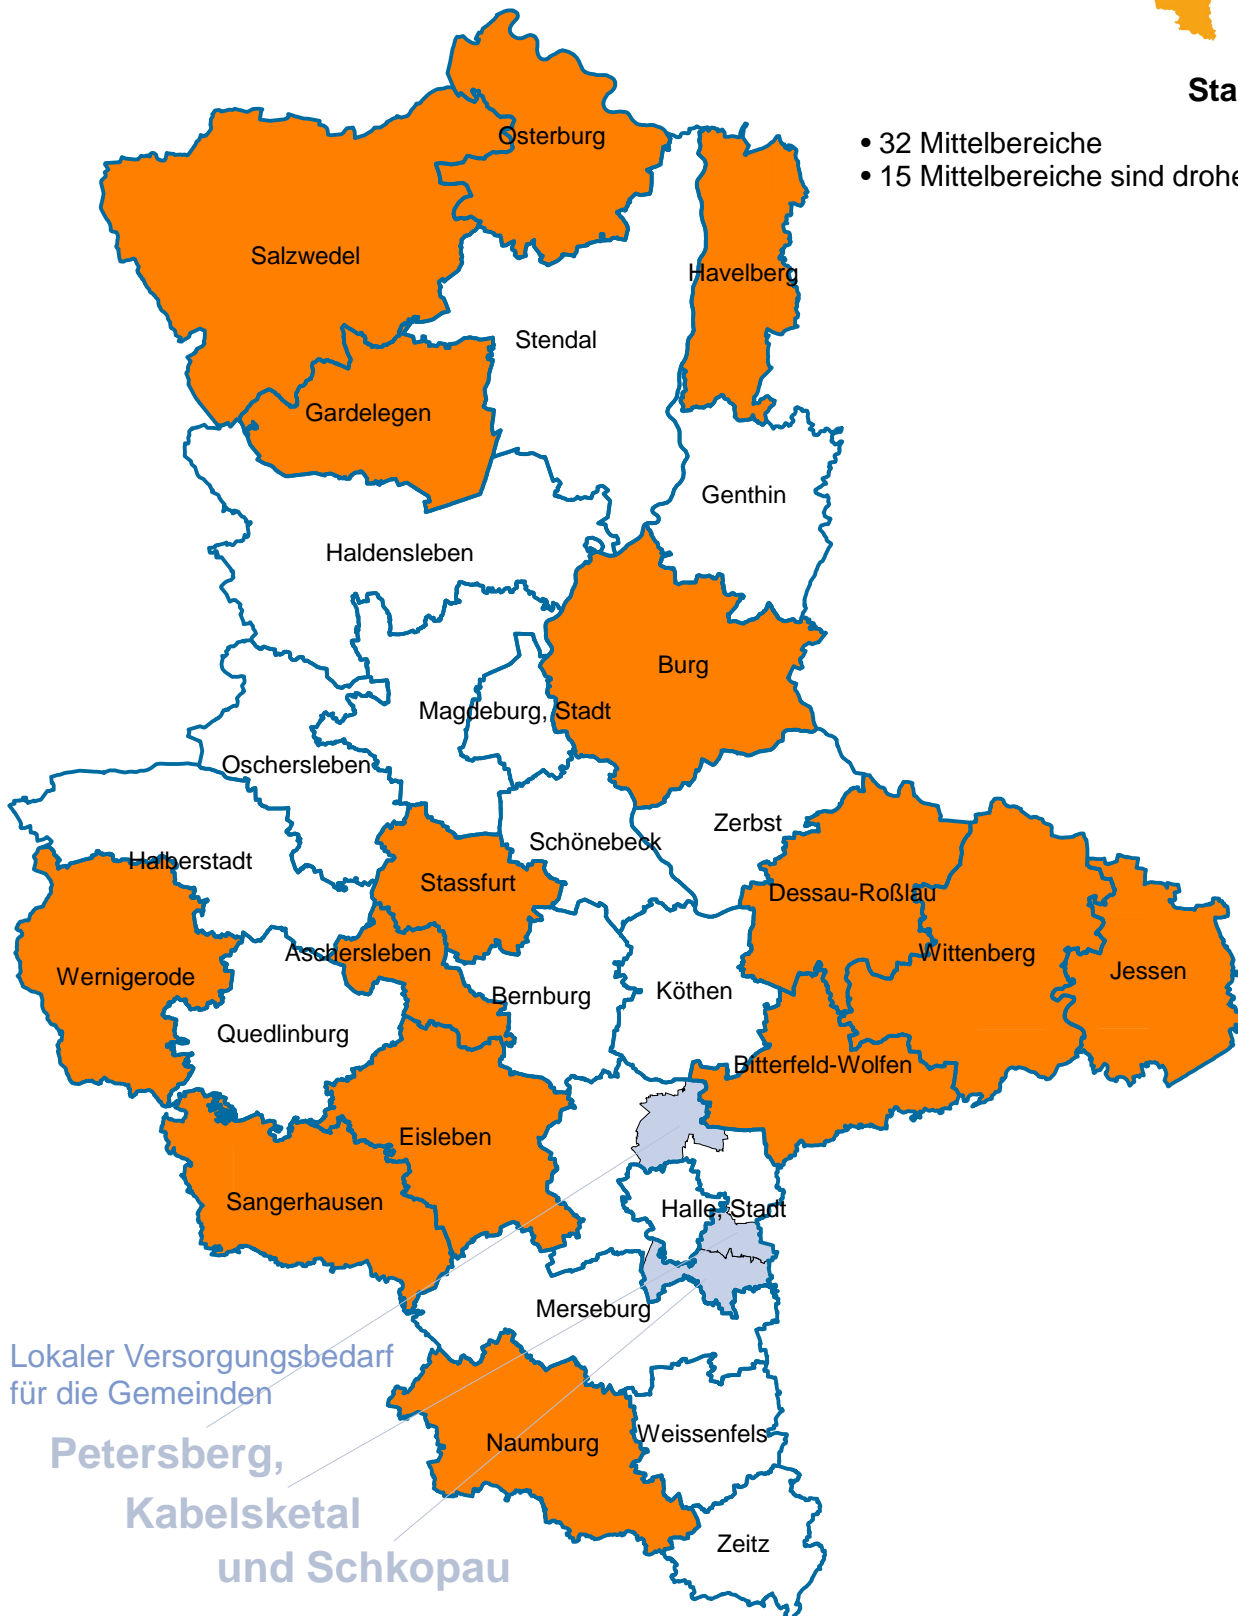 Sta
• 32 Mittelbereiche
• 15 Mittelbereiche sind drohe
Osterburg
Salzwedel
Havelberg
Stendal
Gardelegen
Genthin
Haldensleben
Burg
Magdeburg, Stadt
Oschersleben
Zerbst
Schönebeck
Halberstadt
Stassfurt
Dessau-Roßlau
Aschersleben
Wittenberg
Jessen
Wernigerode
Bernburg
Köthen
Quedlinburg
Bitterfeld-Wolfen
Eisleben
Sangerhausen
Halle, Stadt
Merseburg
Lokaler Versorgungsbedarf
für die Gemeinden
Petersberg,
Kabelsketal
und Schkopau
Naumburg
Weissenfels
Zeitz